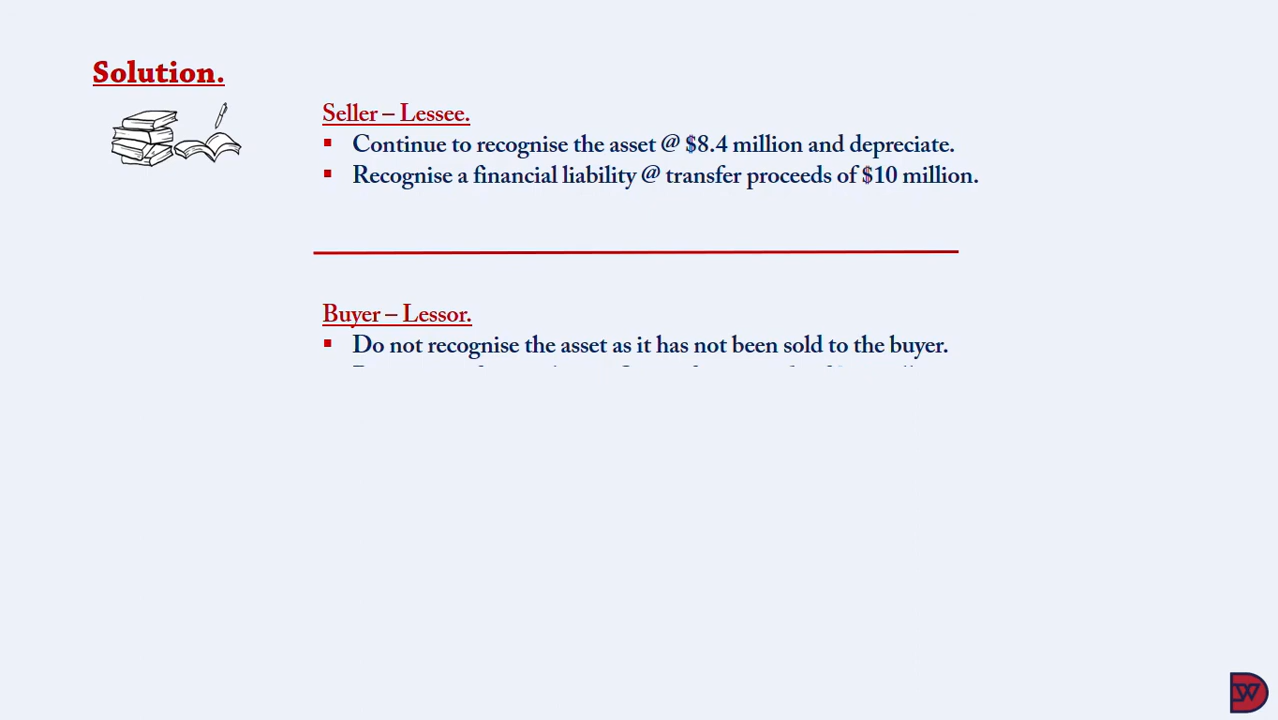 Solution.
Seller – Lessee.
▪ Continue to recognise the asset @ $8.4 million and depreciate.
▪ Recognise a financial liability @ transfer proceeds of $10 million.
Buyer – Lessor.
▪ Do not recognise the asset as it has not been sold to the buyer.